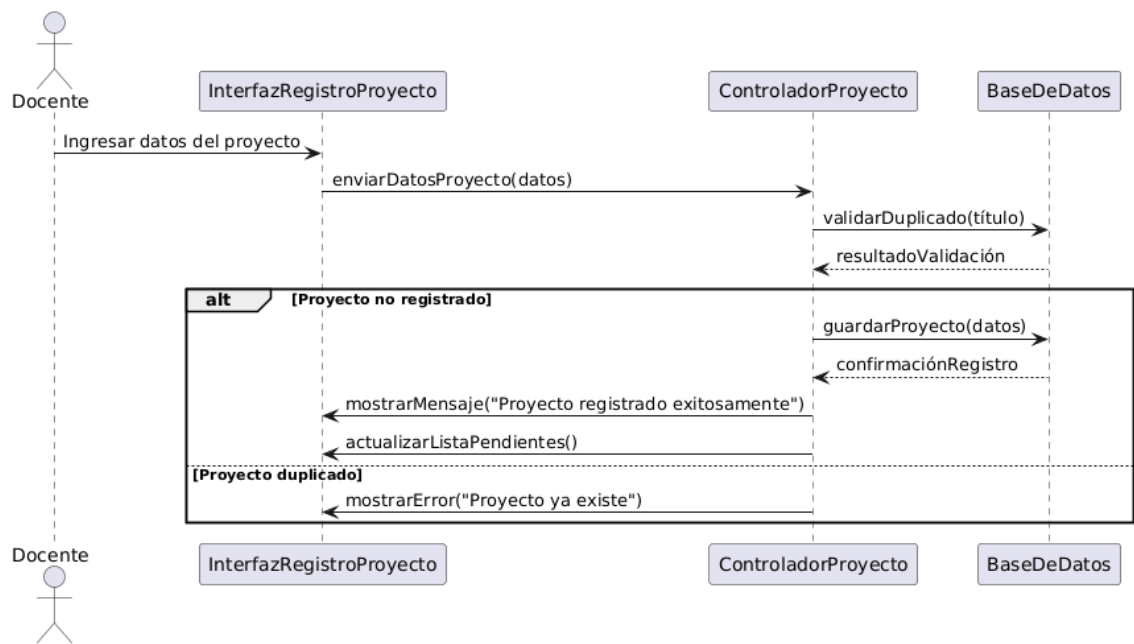 Docente
InterfazRegistroProyecto
ControladorProyecto
BaseDeDatos
Ingresar datos del proyecto
enviarDatosProyecto(datos)
validarDuplicado(título)
resultadoValidación
alt [Proyecto no registrado]
guardarProyecto(datos)
confirmaciónRegistro
mostrarMensaje("Proyecto registrado exitosamente")
actualizarListaPendientes()
[Proyecto duplicado]
mostrarError("Proyecto ya existe")
Docente
InterfazRegistroProyecto
ControladorProyecto
BaseDeDatos